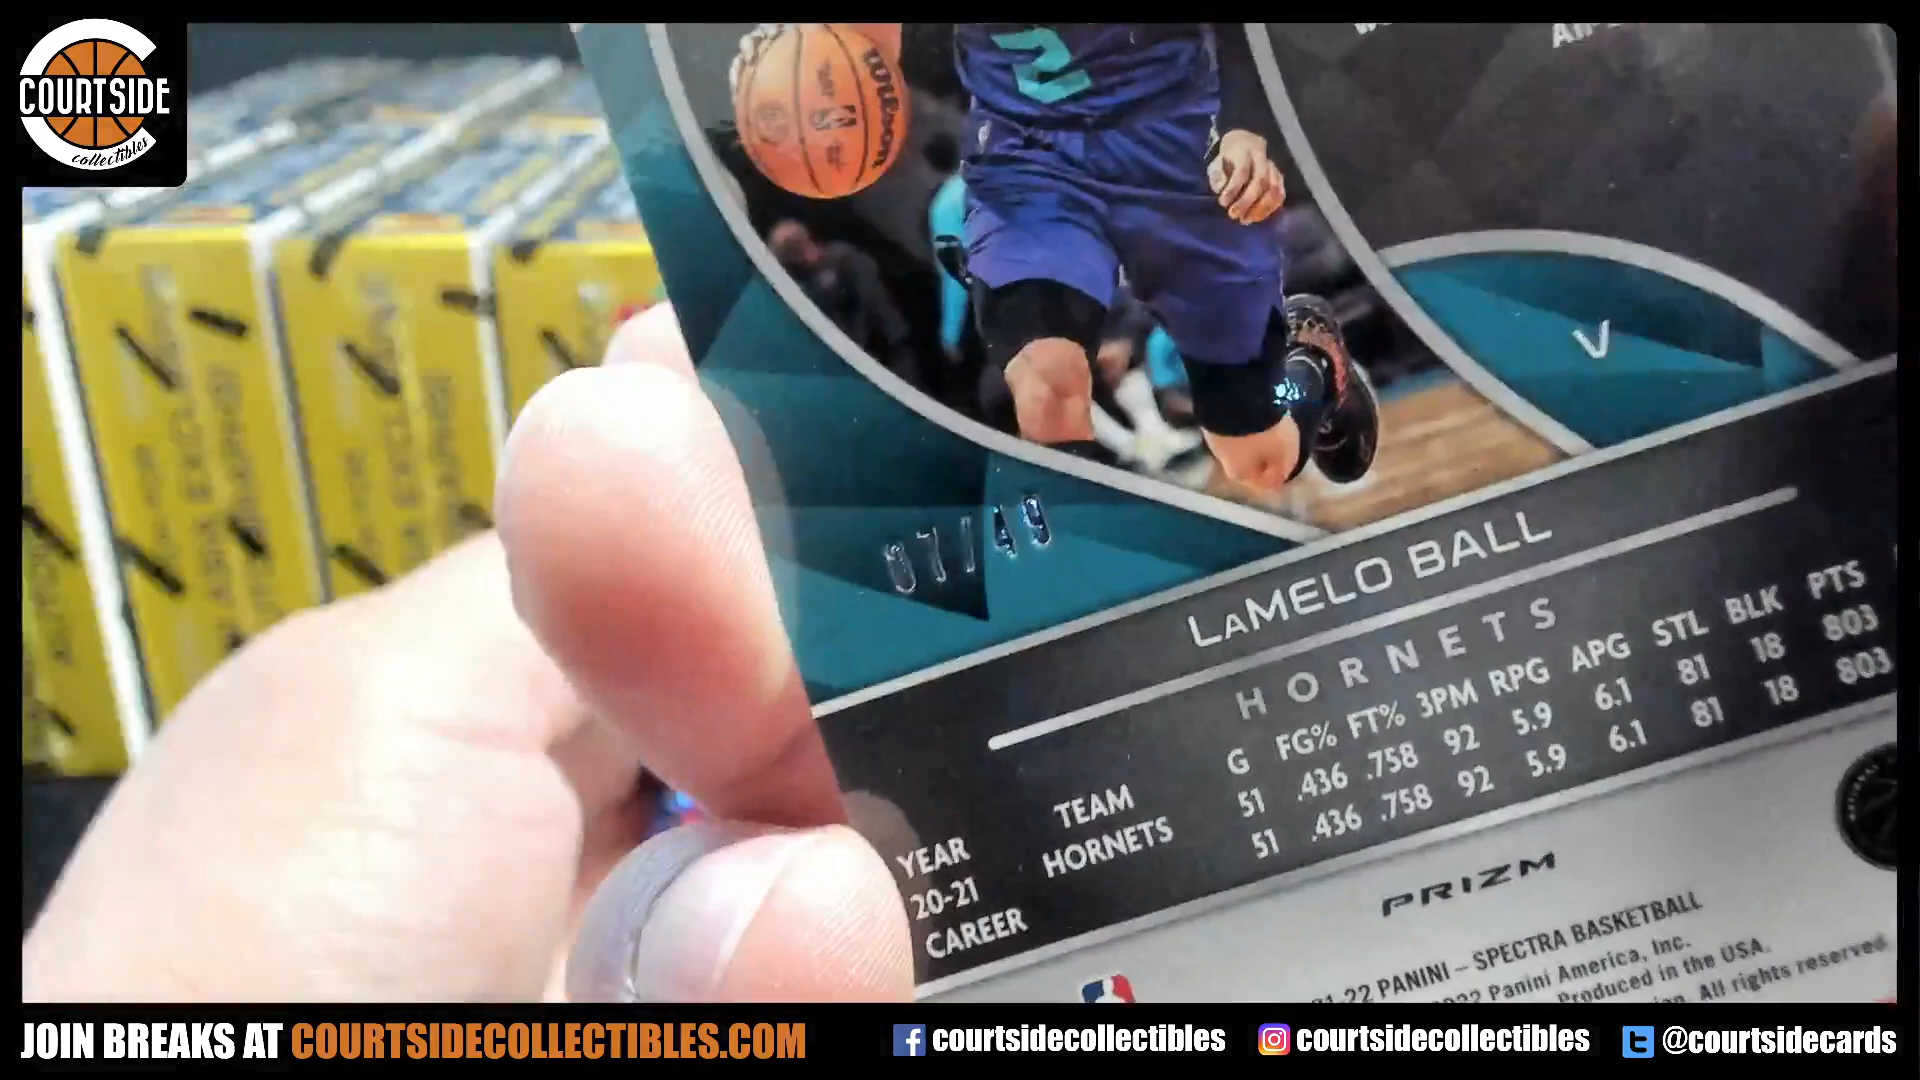 COURTSIDE
collectibles
Wilson
2
V
07/49
LAMELO BALL
HORNETS
YEAR TEAM G FG% FT% 3PM RPG APG STL BLK PTS
20-21 HORNETS 51 .436 .758 92 5.9 6.1 81 18 803
CAREER 51 .436 .758 92 5.9 6.1 81 18 803
PRIZM
21-22 PANINI – SPECTRA BASKETBALL
Panini America, Inc.
Produced in the USA.
All rights reserved
JOIN BREAKS AT COURTSIDECOLLECTIBLES.COM
courtsidecollectibles
courtsidecollectibles
@courtsidecards